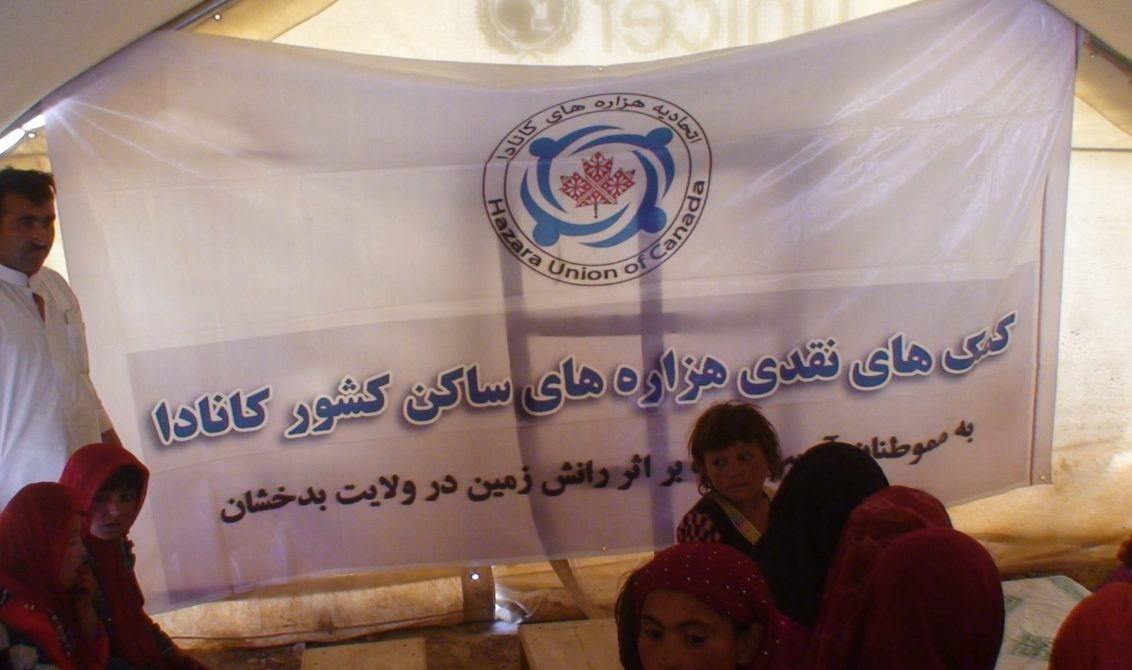 unicef
اتحادیه هزاره های کانادا
Hazara Union of Canada
کمک های نقدی هزاره های ساکن کشور کانادا
به هموطنان بر اثر رانش زمین در ولایت بدخشان